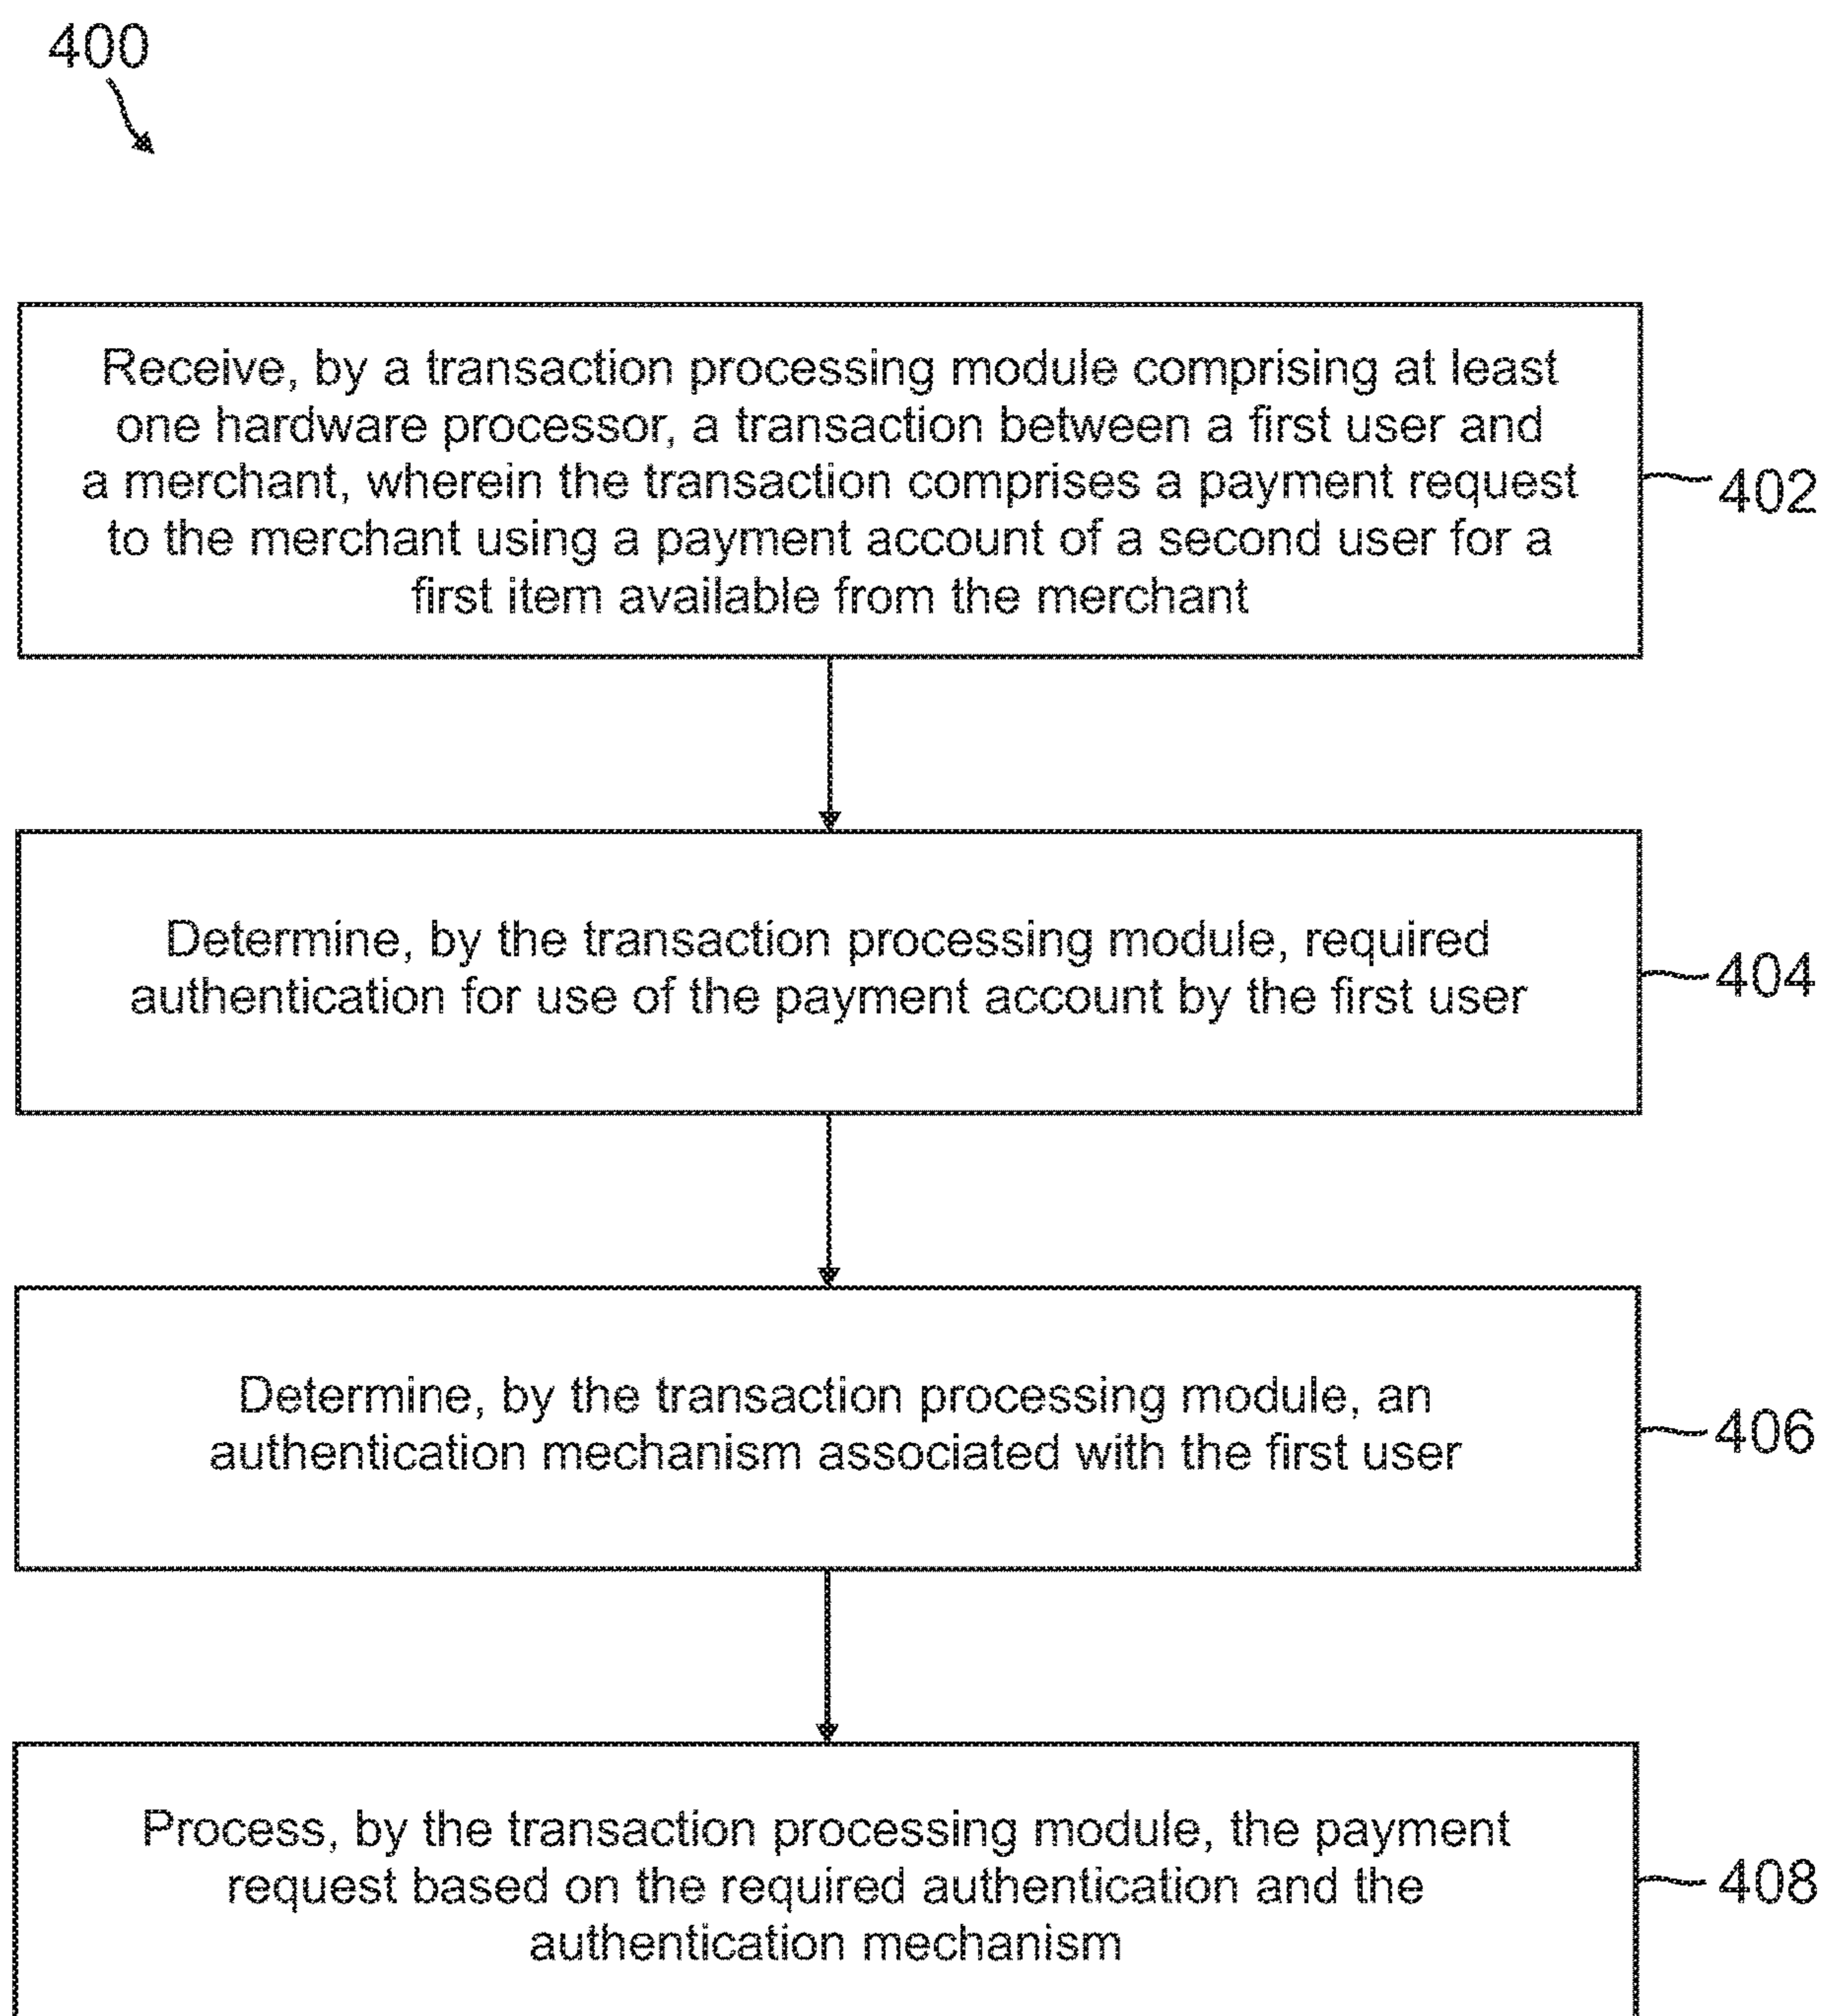 400
Receive, by a transaction processing module comprising at least
one hardware processor, a transaction between a first user and
a merchant, wherein the transaction comprises a payment request
to the merchant using a payment account of a second user for a
first item available from the merchant
402
Determine, by the transaction processing module, required
authentication for use of the payment account by the first user
404
Determine, by the transaction processing module, an
authentication mechanism associated with the first user
406
Process, by the transaction processing module, the payment
request based on the required authentication and the
authentication mechanism
408